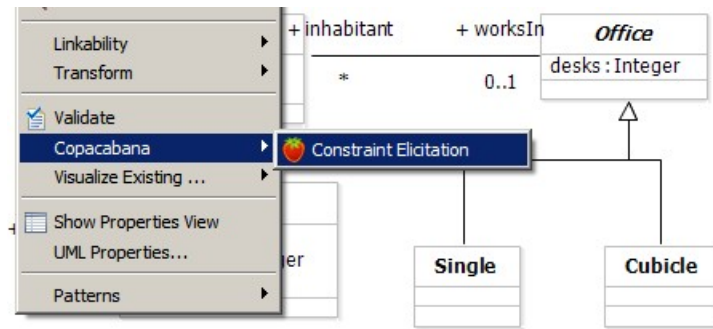 Linkability
Transform
Validate
Copacabana
Constraint Elicitation
Visualize Existing ...
Show Properties View
UML Properties...
Patterns
+ inhabitant
+ worksIn
*
0..1
Office
desks : Integer
Single
Cubicle